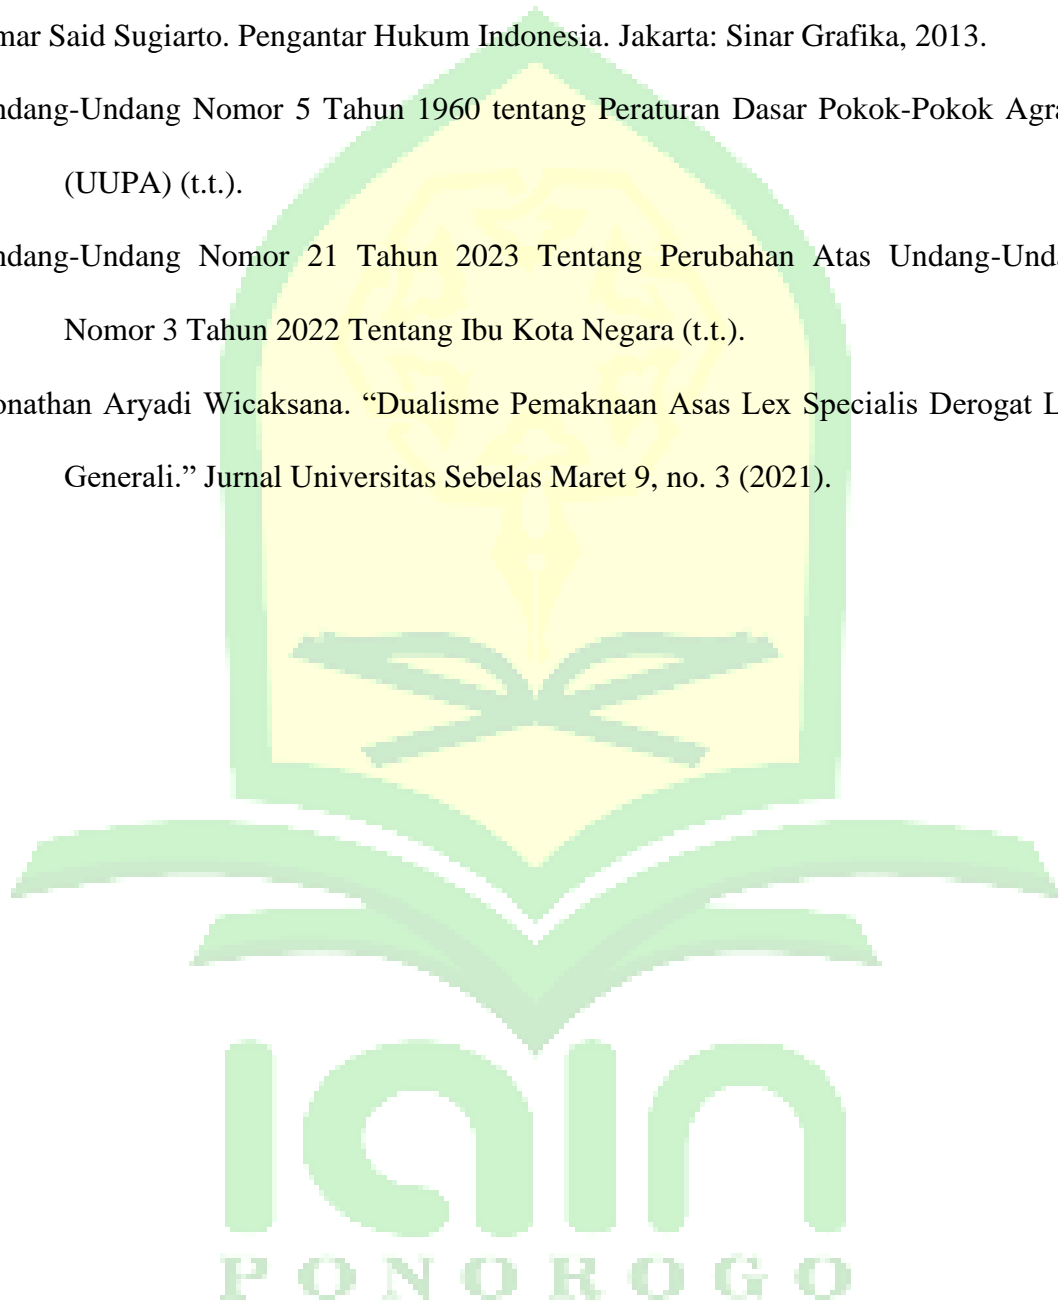 mar Said Sugiarto. Pengantar Hukum Indonesia. Jakarta: Sinar Grafika, 2013.
ndang-Undang Nomor 5 Tahun 1960 tentang Peraturan Dasar Pokok-Pokok Agra
(UUPA) (t.t.).
ndang-Undang Nomor 21 Tahun 2023 Tentang Perubahan Atas Undang-Unda
Nomor 3 Tahun 2022 Tentang Ibu Kota Negara (t.t.).
onathan Aryadi Wicaksana. “Dualisme Pemaknaan Asas Lex Specialis Derogat L
Generali.” Jurnal Universitas Sebelas Maret 9, no. 3 (2021).
iain
PONOROGO